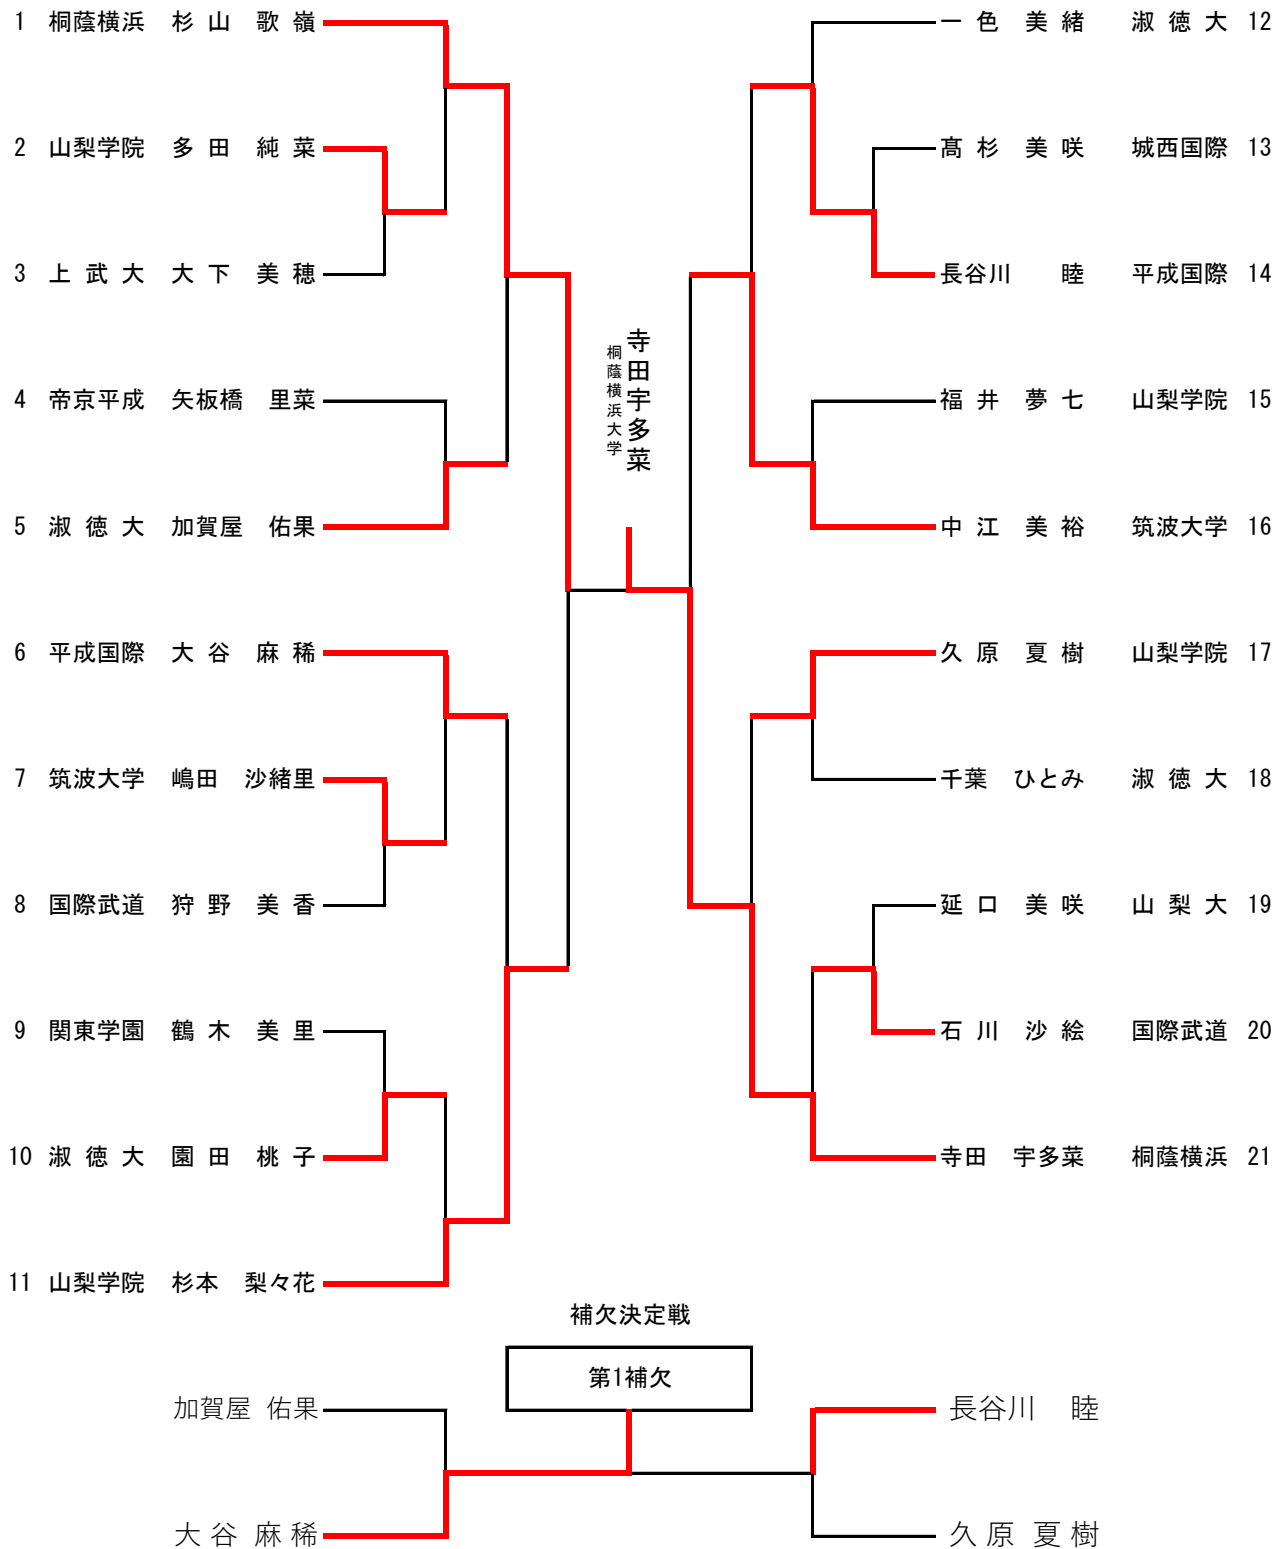 1 桐蔭横浜 杉山 歌嶺
2 山梨学院 多田 純菜
3 上武大 大下 美穂
4 帝京平成 矢板橋 里菜
5 淑徳大 加賀屋 佑果
6 平成国際 大谷 麻稀
7 筑波大学 嶋田 沙緒里
8 国際武道 狩野 美香
9 関東学園 鶴木 美里
10 淑徳大 園田 桃子
11 山梨学院 杉本 梨々花
寺田宇多菜
桐蔭横浜大学
一色 美緒 淑徳大 12
髙杉 美咲 城西国際 13
長谷川 睦 平成国際 14
福井 夢七 山梨学院 15
中江 美裕 筑波大学 16
久原 夏樹 山梨学院 17
千葉 ひとみ 淑徳大 18
延口 美咲 山梨大 19
石川 沙絵 国際武道 20
寺田 宇多菜 桐蔭横浜 21
補欠決定戦
第1補欠
加賀屋 佑果
大谷 麻稀
長谷川 睦
久原 夏樹